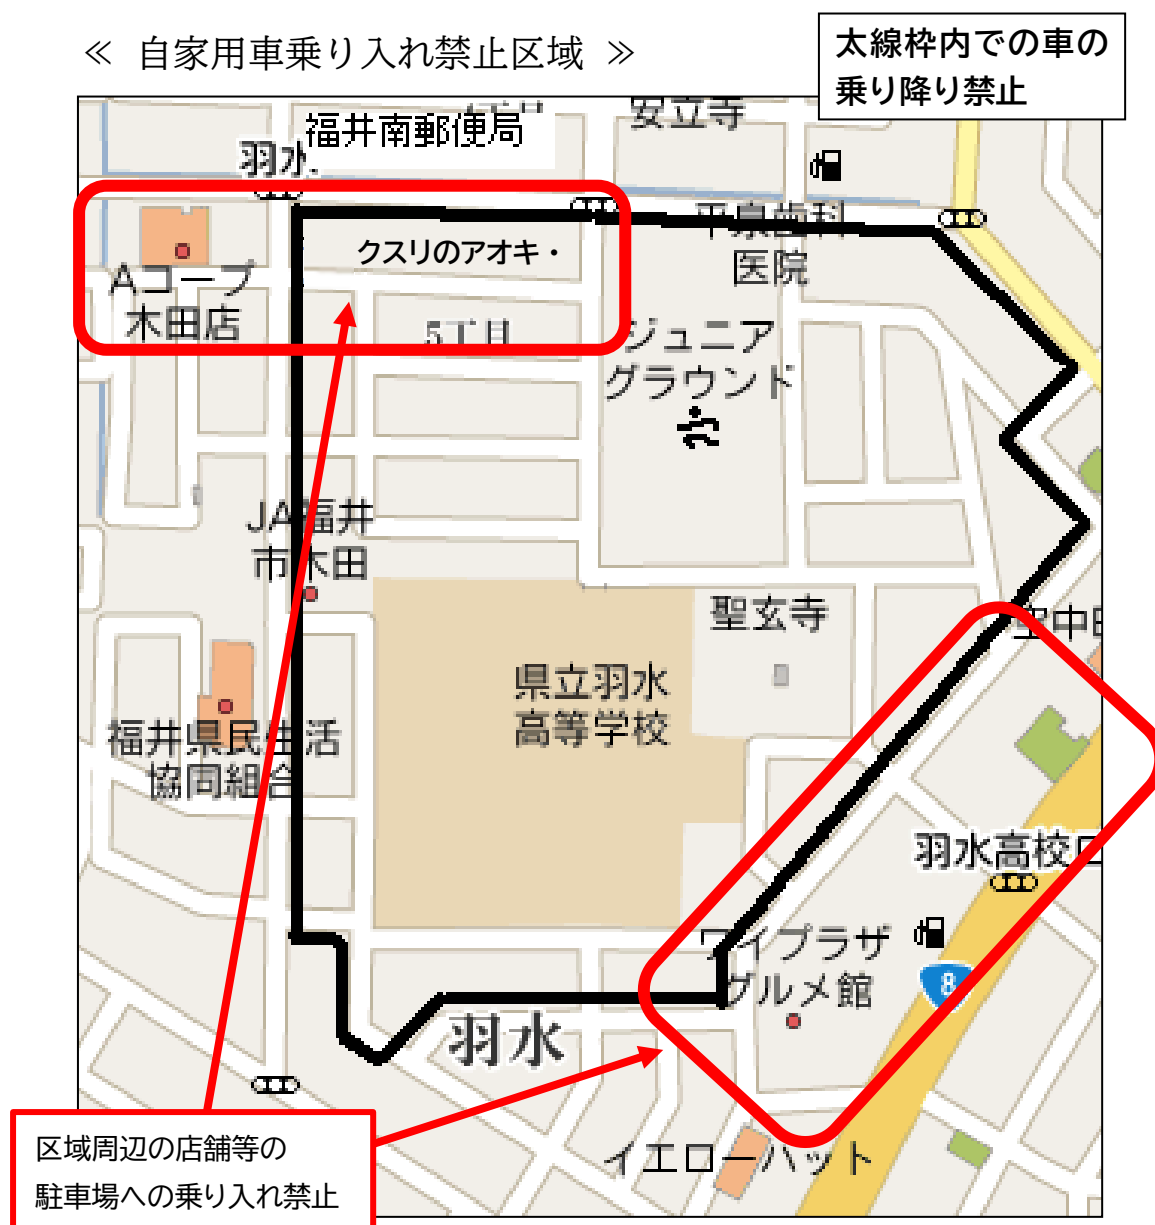 ≪ 自家用車乗り入れ禁止区域 ≫
太線枠内での車の
乗り降り禁止
福井南郵便局
安立寺
羽水
クスリのアオキ・
平泉歯科
医院
Aコープ
木田店
5丁目
ジュニア
グラウンド
JA福井
市木田
聖玄寺
空中
県立羽水
高等学校
福井県民生活
協同組合
羽水高校口
ワイプラザ
グルメ館
8
羽水
イエローハット
区域周辺の店舗等の
駐車場への乗り入れ禁止